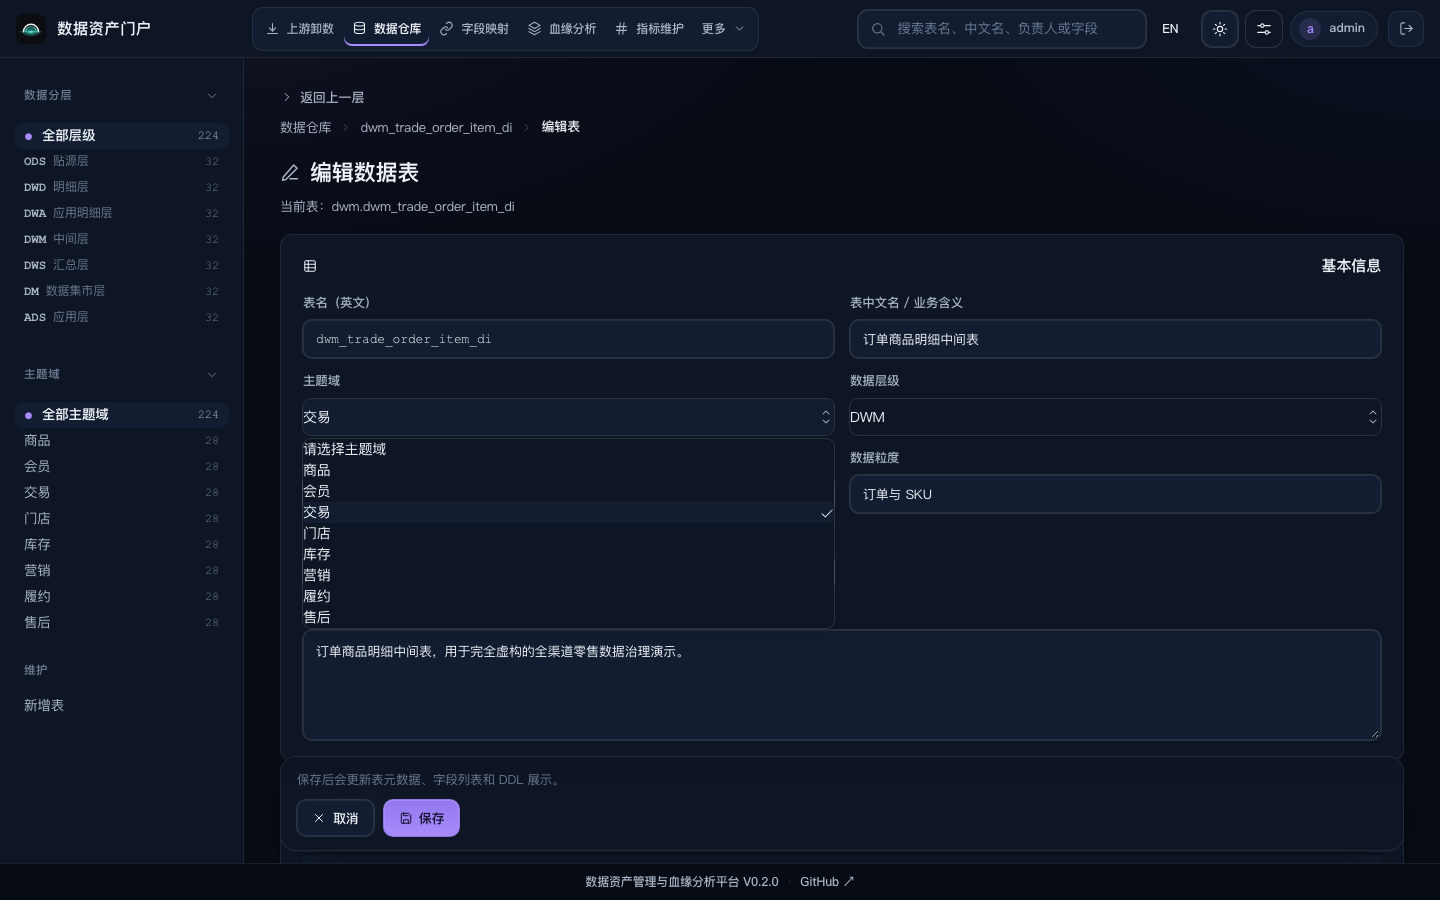 数据资产门户
上游卸数
数据仓库
字段映射
血缘分析
指标维护
更多
搜索表名、中文名、负责人或字段
EN
a
admin
数据分层
全部层级 224
ODS 贴源层 32
DWD 明细层 32
DWA 应用明细层 32
DWM 中间层 32
DWS 汇总层 32
DM 数据集市层 32
ADS 应用层 32
主题域
全部主题域 224
商品 28
会员 28
交易 28
门店 28
库存 28
营销 28
履约 28
售后 28
维护
新增表
返回上一层
数据仓库 dwm_trade_order_item_di 编辑表
编辑数据表
当前表：dwm.dwm_trade_order_item_di
基本信息
表名（英文）
dwm_trade_order_item_di
表中文名 / 业务含义
订单商品明细中间表
主题域
交易
数据层级
DWM
请选择主题域
商品
会员
交易
门店
库存
营销
履约
售后
数据粒度
订单与 SKU
订单商品明细中间表，用于完全虚构的全渠道零售数据治理演示。
保存后会更新表元数据、字段列表和 DDL 展示。
取消
保存
数据资产管理与血缘分析平台 V0.2.0 · GitHub ↗